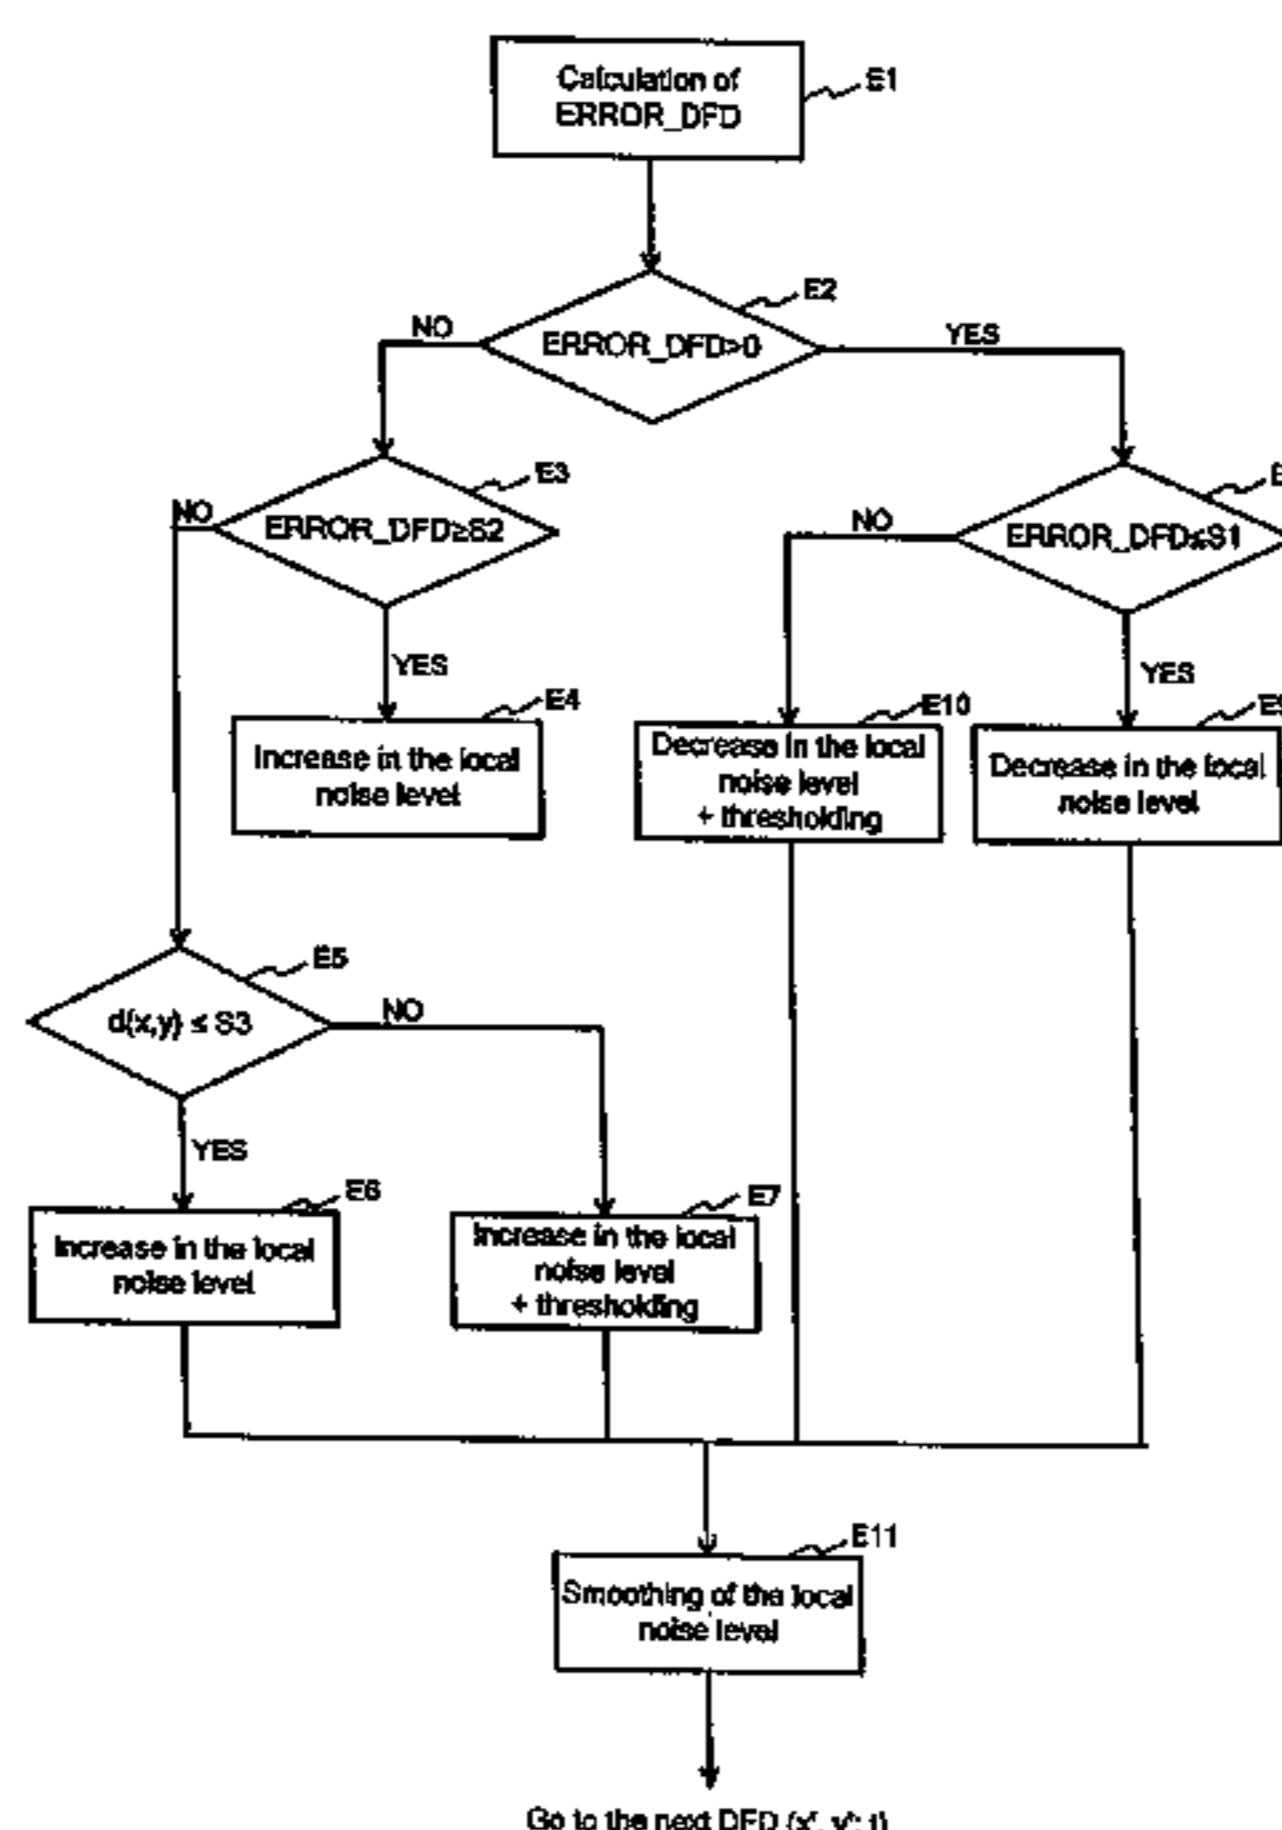 Calculation of
ERROR_DFD
E1
E2
ERROR_DFD>0
NO
YES
E3
ERROR_DFD≥S2
NO
YES
ERROR_DFD≤S1
NO
YES
E4
Increase in the local
noise level
E10
Decrease in the local
noise level
+ thresholding
E9
Decrease in the local
noise level
E5
d(x,y) ≤ S3
NO
YES
E6
Increase in the local
noise level
E7
Increase in the local
noise level
+ thresholding
E11
Smoothing of the local
noise level
Go to the next DFD (x', y'; t)